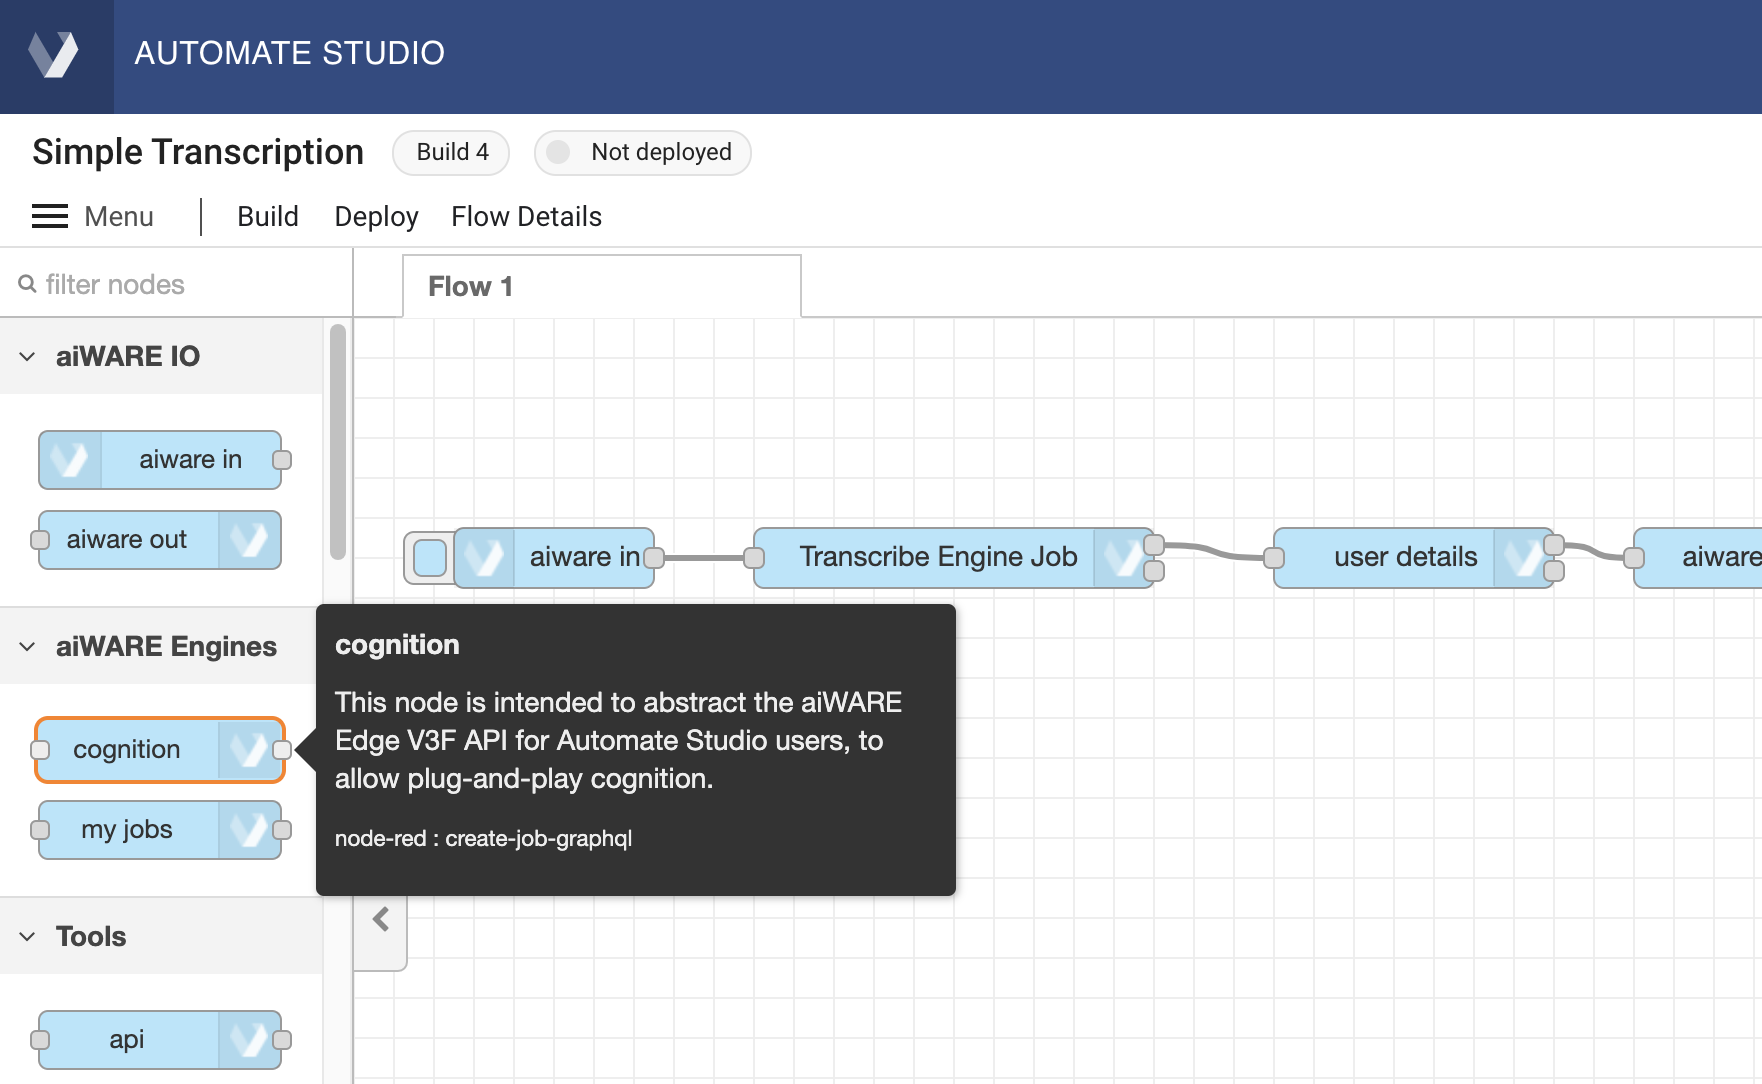 AUTOMATE STUDIO
Simple Transcription
Build 4
Not deployed
Menu
Build
Deploy
Flow Details
filter nodes
Flow 1
aiWARE IO
aiware in
aiware out
aiware in
Transcribe Engine Job
user details
aiware
aiWARE Engines
cognition
my jobs
cognition
This node is intended to abstract the aiWARE
Edge V3F API for Automate Studio users, to
allow plug-and-play cognition.
node-red : create-job-graphql
Tools
api